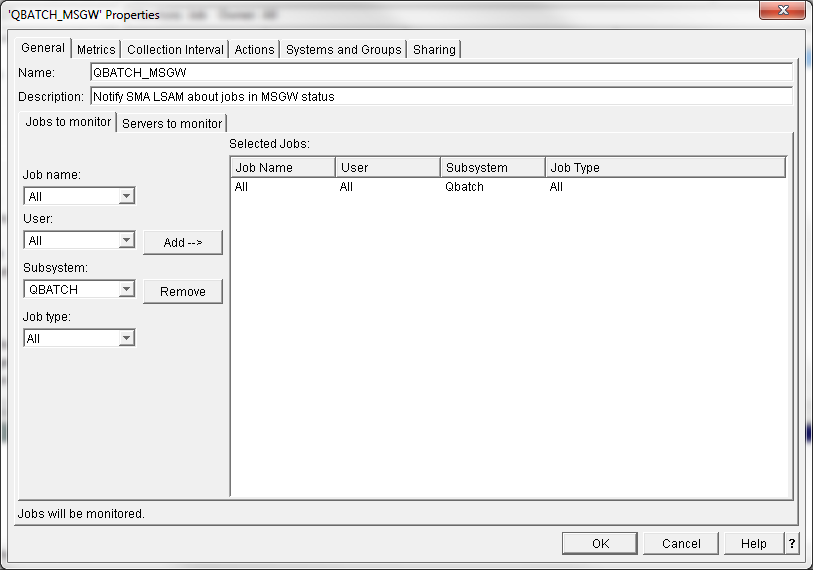 'QBATCH_MSGW' Properties
General Metrics Collection Interval Actions Systems and Groups Sharing
Name: QBATCH_MSGW
Description: Notify SMA LSAM about jobs in MSGW status
Jobs to monitor Servers to monitor
Selected Jobs:
Job Name User Subsystem Job Type
All All Qbatch All
Job name:
All
User:
All
Add -->
Subsystem:
QBATCH
Remove
Job type:
All
Jobs will be monitored.
OK Cancel Help ?